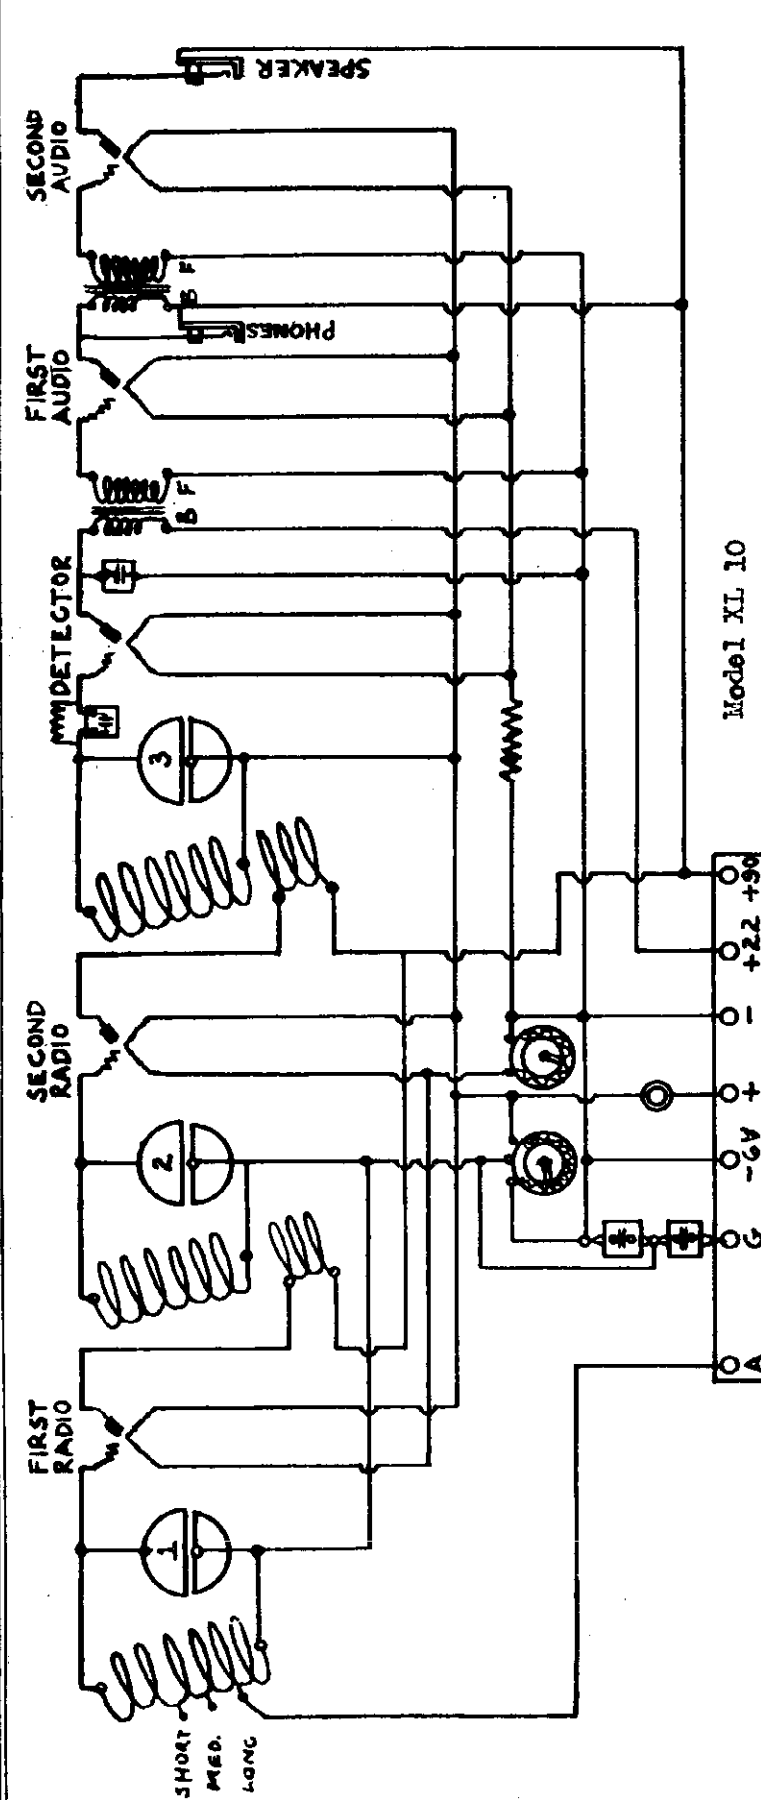 SHORT
MED.
LONG
1
FIRST
RADIO
2
SECOND
RADIO
3
DETECTOR
B
F
FIRST
AUDIO
PHONES
B
F
SECOND
AUDIO
SPEAKER
A
G
-6V
+
-
+22
+90
Model XL 10